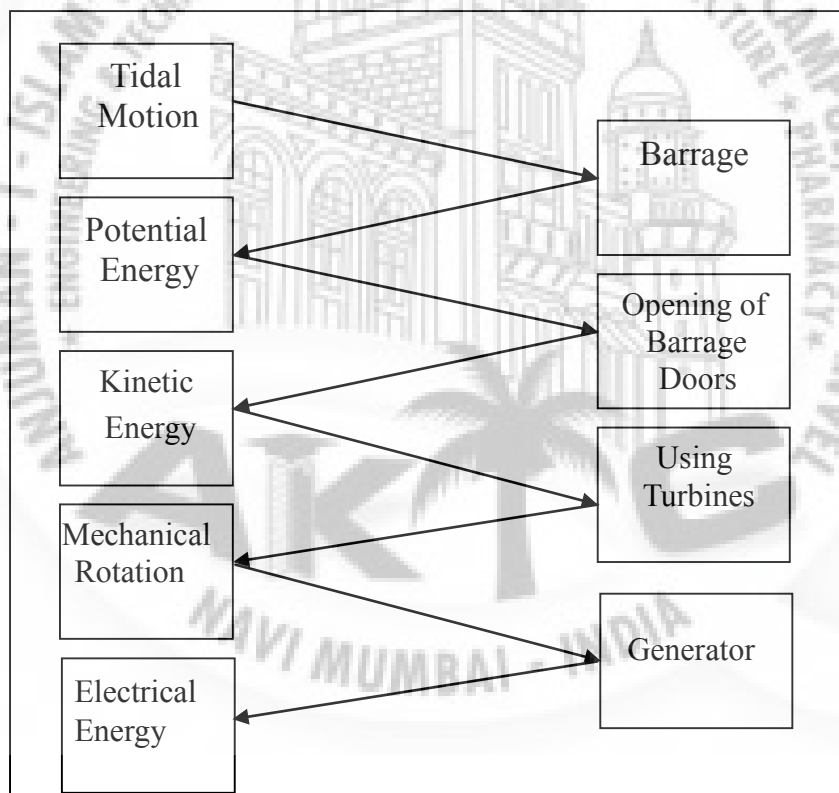 Tidal
Motion
Barrage
Potential
Energy
Opening of
Barrage
Doors
Kinetic
Energy
Using
Turbines
Mechanical
Rotation
Generator
Electrical
Energy
AKTC
NAVI MUMBAI - INDIA